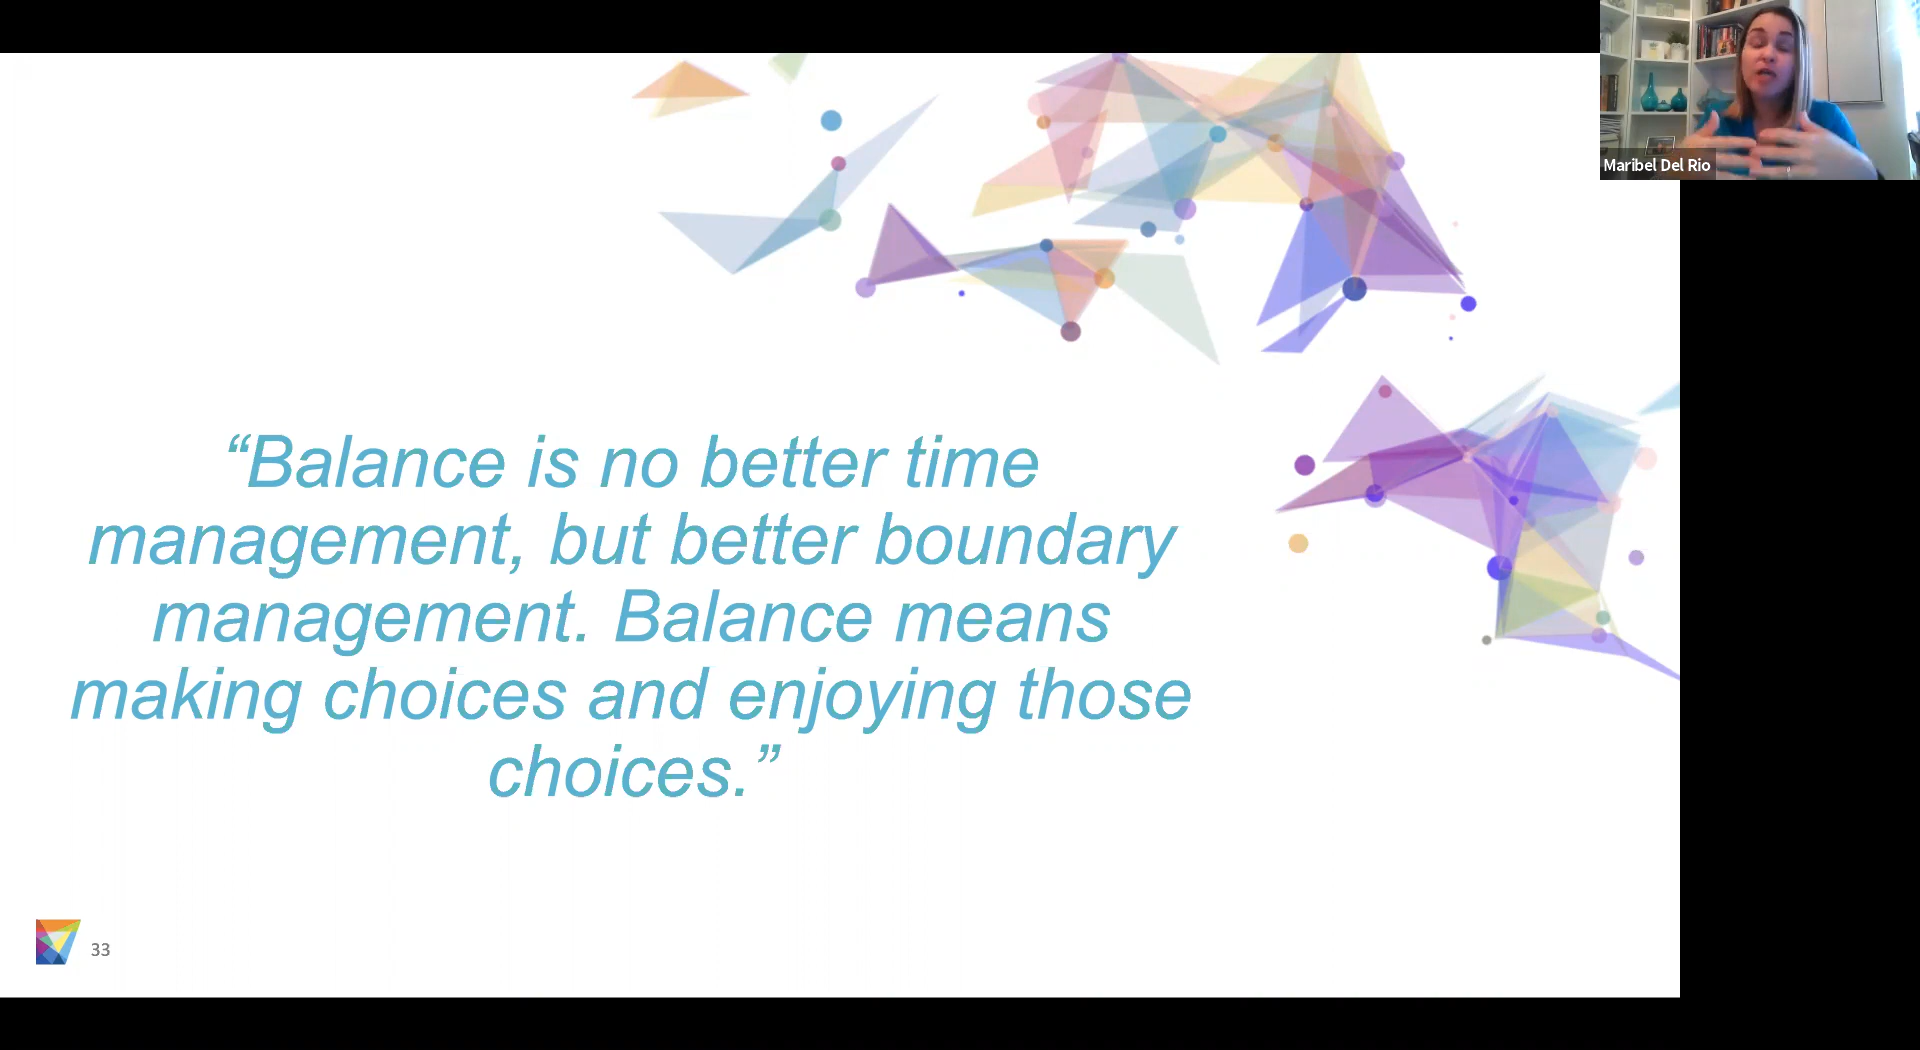 Maribel Del Rio
“Balance is no better time
management, but better boundary
management. Balance means
making choices and enjoying those
choices.”
33